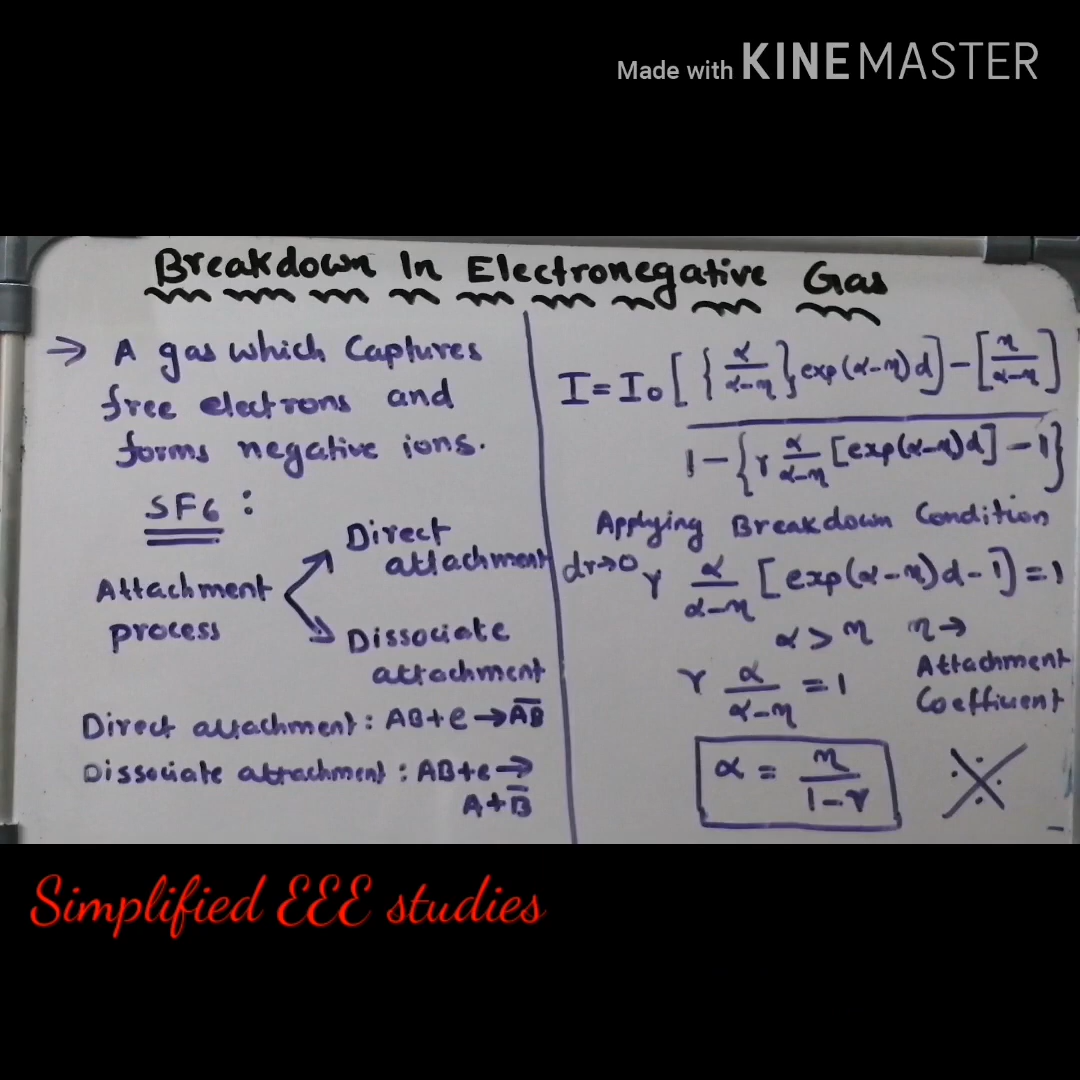 Made with KINEMASTER
Breakdown In Electronegative Gas
→ A gas which Captures
free electrons and
forms negative ions.
SF6 :
Attachment
process
Direct
attachment
Dissociate
attachment
Direct attachment : AB + e → A̅B̅
Dissociate attachment : AB + e →
A + B̅
I = I₀ [ { α/(α-η) } exp(α-η)d ] - [ η/(α-η) ]
1 - { γ α/(α-η) [exp(α-η)d] - 1 }
Applying Breakdown Condition
dr→0
γ α/(α-η) [exp(α-η)d - 1] = 1
α > η
η →
Attachment
Coefficient
γ α/(α-η) = 1
α = η/(1-γ)
Simplified EEE studies